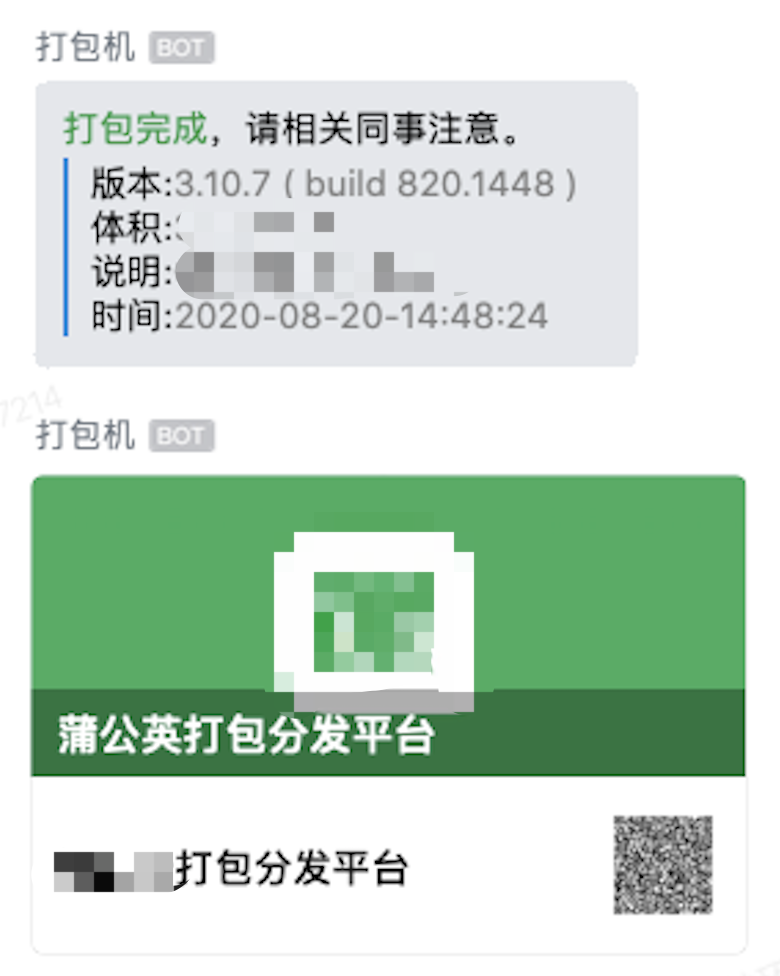 打包机 BOT
打包完成，请相关同事注意。
版本:3.10.7 ( build 820.1448 )
体积:
说明:
时间:2020-08-20-14:48:24
7214
打包机 BOT
蒲公英打包分发平台
打包分发平台